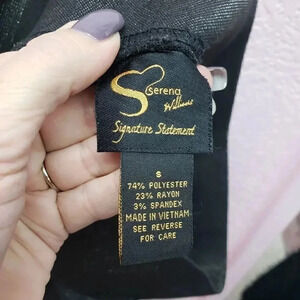 Serena
Williams
Signature Statement
S
74% POLYESTER
23% RAYON
3% SPANDEX
MADE IN VIETNAM
SEE REVERSE
FOR CARE